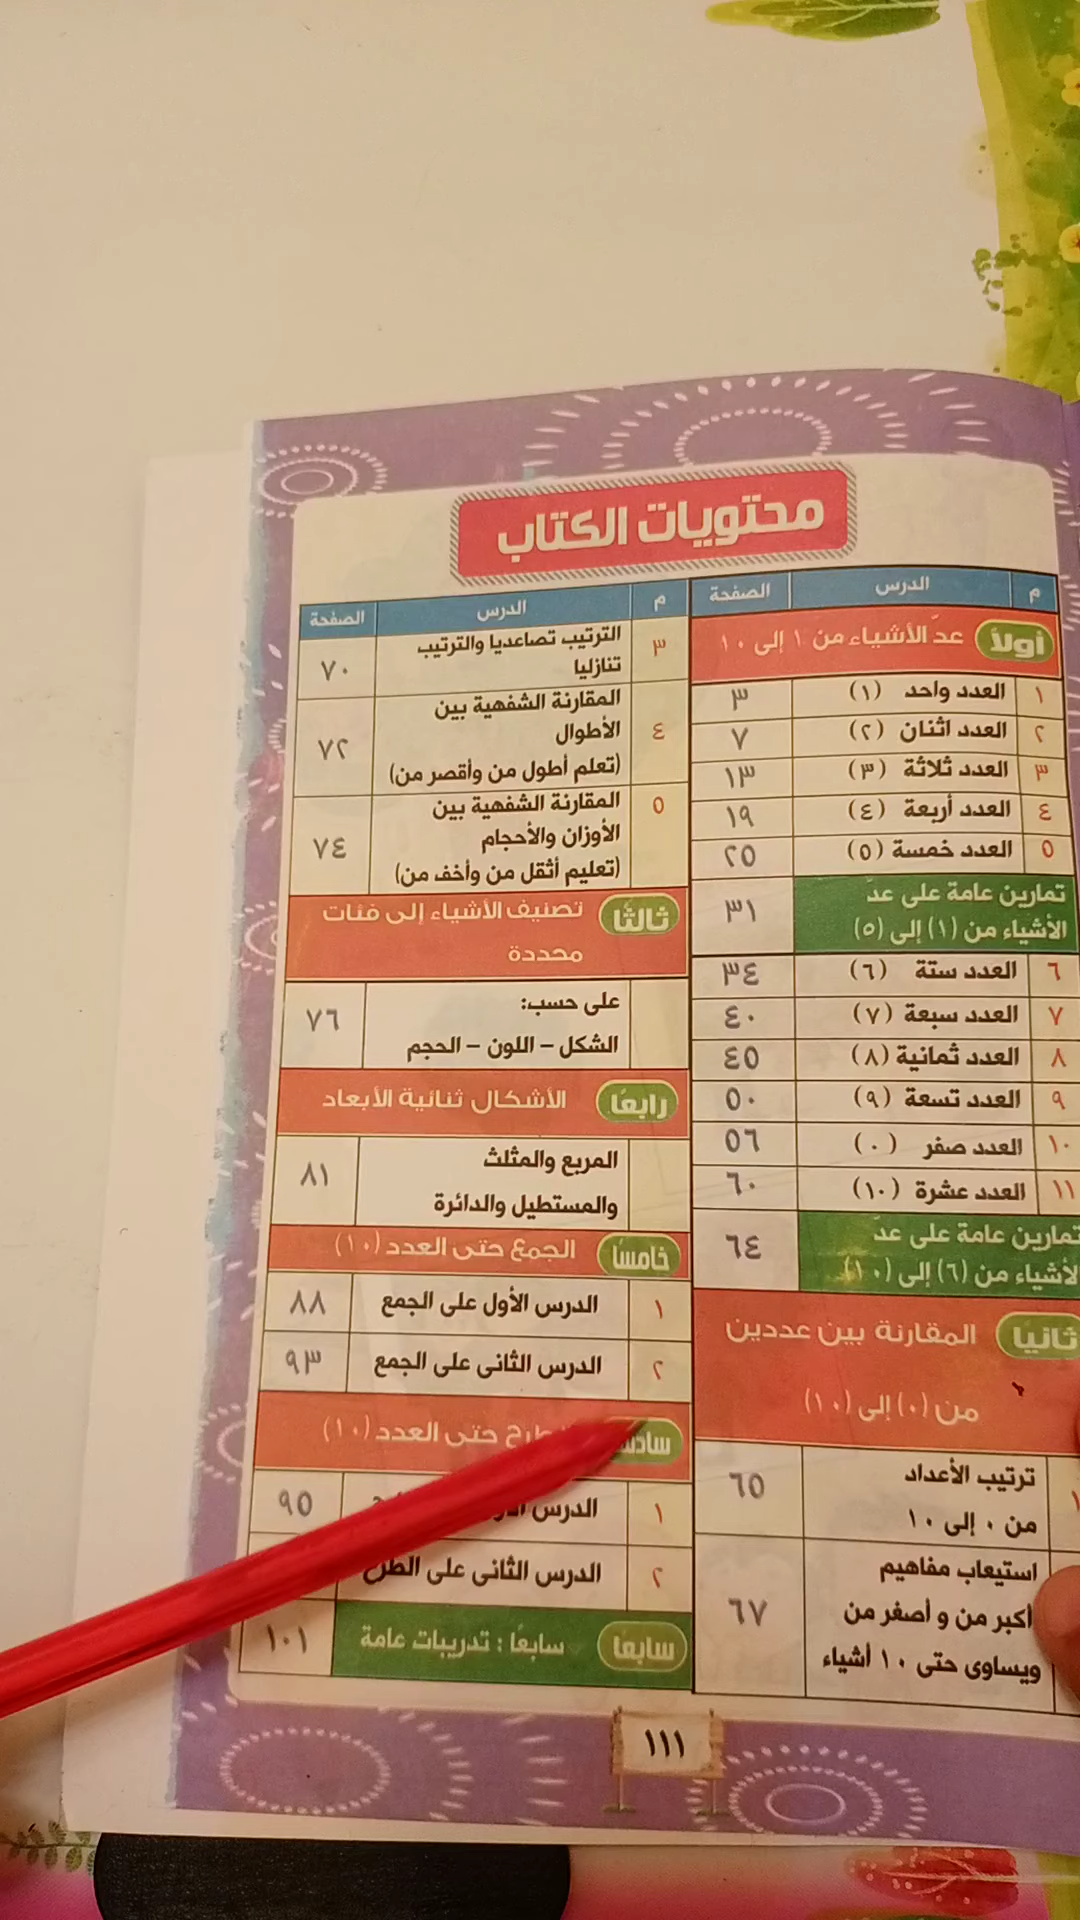 محتويات الكتاب
م الدرس الصفحة
أولاً عدّ الأشياء من ١ إلى ١٠
١ العدد واحد (١) ٣
٢ العدد اثنان (٢) ٧
٣ العدد ثلاثة (٣) ١٣
٤ العدد أربعة (٤) ١٩
٥ العدد خمسة (٥) ٢٥
تمارين عامة على عدّ
الأشياء من (١) إلى (٥) ٣١
٦ العدد ستة (٦) ٣٤
٧ العدد سبعة (٧) ٤٠
٨ العدد ثمانية (٨) ٤٥
٩ العدد تسعة (٩) ٥٠
١٠ العدد صفر (٠) ٥٦
١١ العدد عشرة (١٠) ٦٠
تمارين عامة على عدّ
لأشياء من (٦) إلى (١٠) ٦٤
ثانيًا المقارنة بين عددين
من (٠) إلى (١٠)
ترتيب الأعداد
من ٠ إلى ١٠ ٦٥
استيعاب مفاهيم
أكبر من و أصغر من
ويساوى حتى ١٠ أشياء ٦٧
م الدرس الصفحة
٣ الترتيب تصاعديا والترتيب
تنازليا ٧٠
المقارنة الشفهية بين
٤ الأطوال ٧٢
(تعلم أطول من وأقصر من)
٥ المقارنة الشفهية بين
الأوزان والأحجام ٧٤
(تعليم أثقل من وأخف من)
ثالثًا تصنيف الأشياء إلى فئات
محددة
على حسب:
الشكل – اللون – الحجم ٧٦
رابعًا الأشكال ثنائية الأبعاد
المربع والمثلث
والمستطيل والدائرة ٨١
خامسًا الجمع حتى العدد (١٠)
١ الدرس الأول على الجمع ٨٨
٢ الدرس الثانى على الجمع ٩٣
حتى العدد (١٠)
١ الدرس ٩٥
٢ الدرس الثانى على الطرح
سابعًا سابعًا : تدريبات عامة ١٠١
١١١